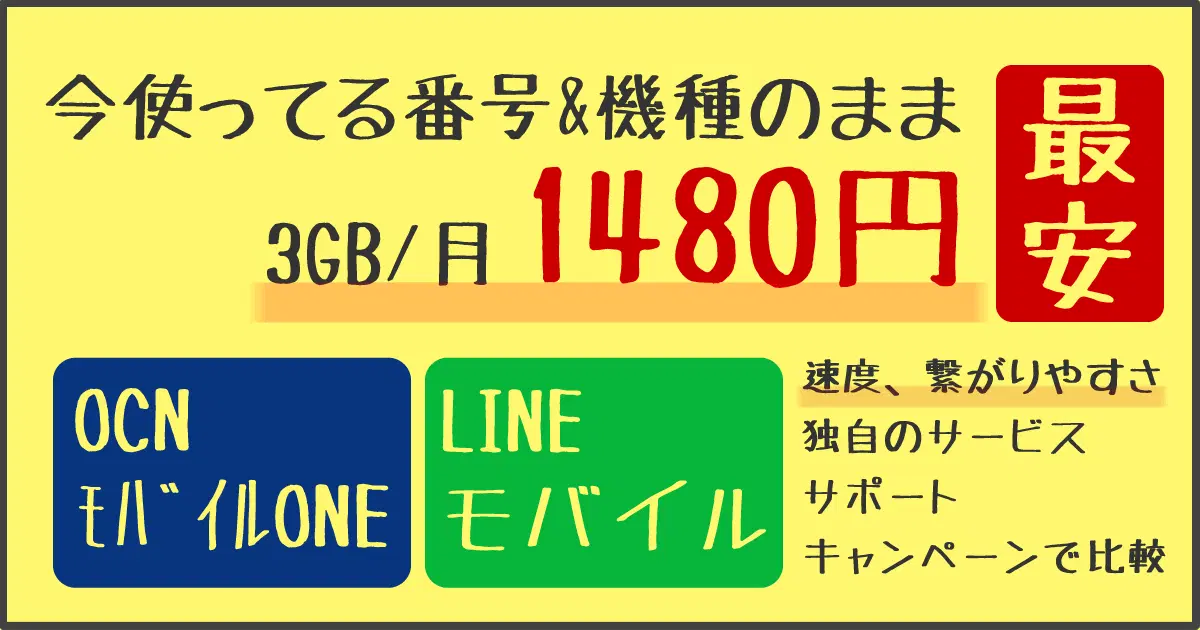 今使ってる番号&機種のまま
3GB/月 1480円
最安
OCN
ﾓﾊﾞｲﾙONE
LINE
モバイル
速度、繋がりやすさ
独自のサービス
サポート
キャンペーンで比較